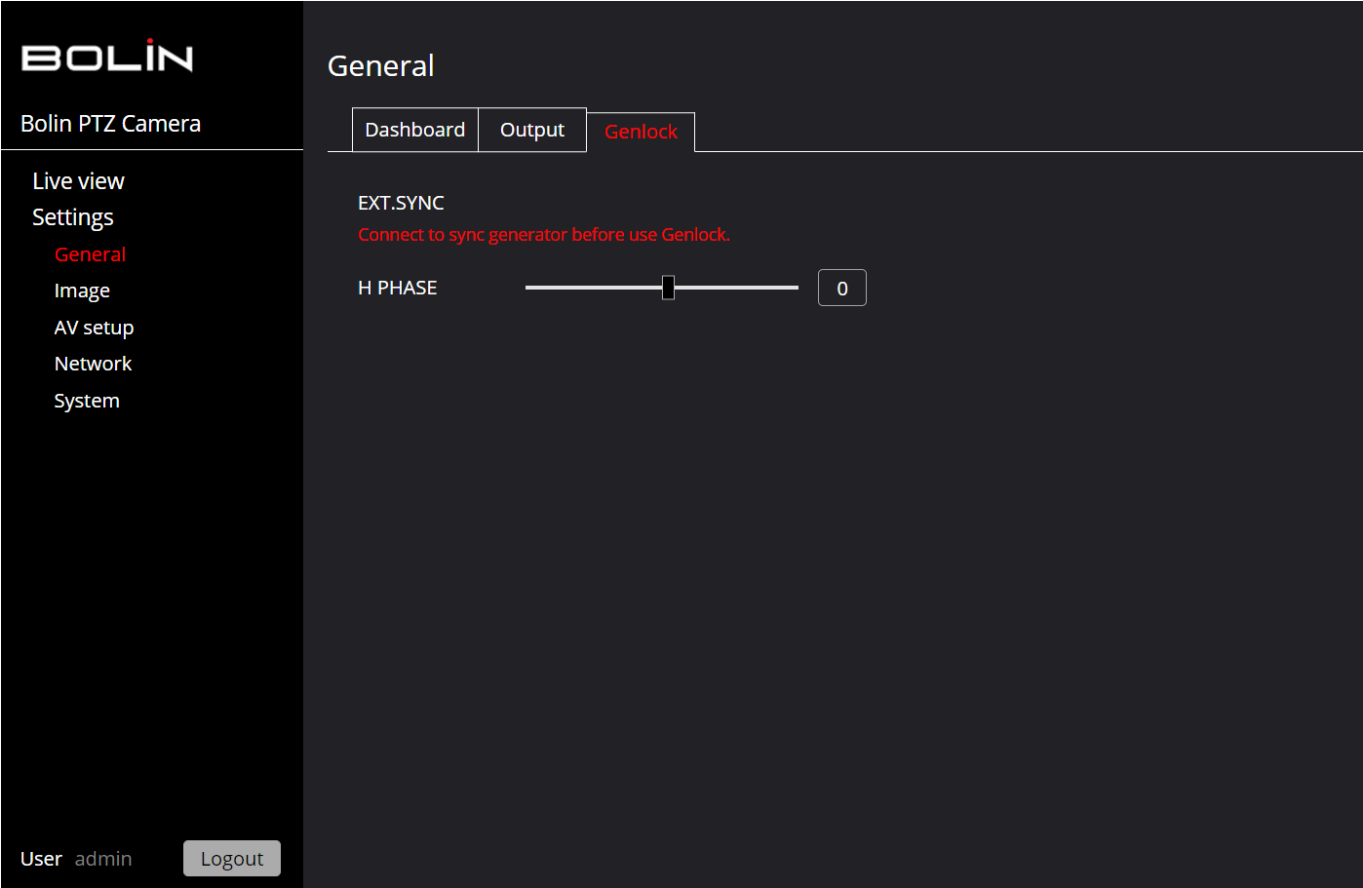 BOLIN
Bolin PTZ Camera
Live view
Settings
General
Image
AV setup
Network
System
User admin
Logout
General
Dashboard
Output
Genlock
EXT.SYNC
Connect to sync generator before use Genlock.
H PHASE
0